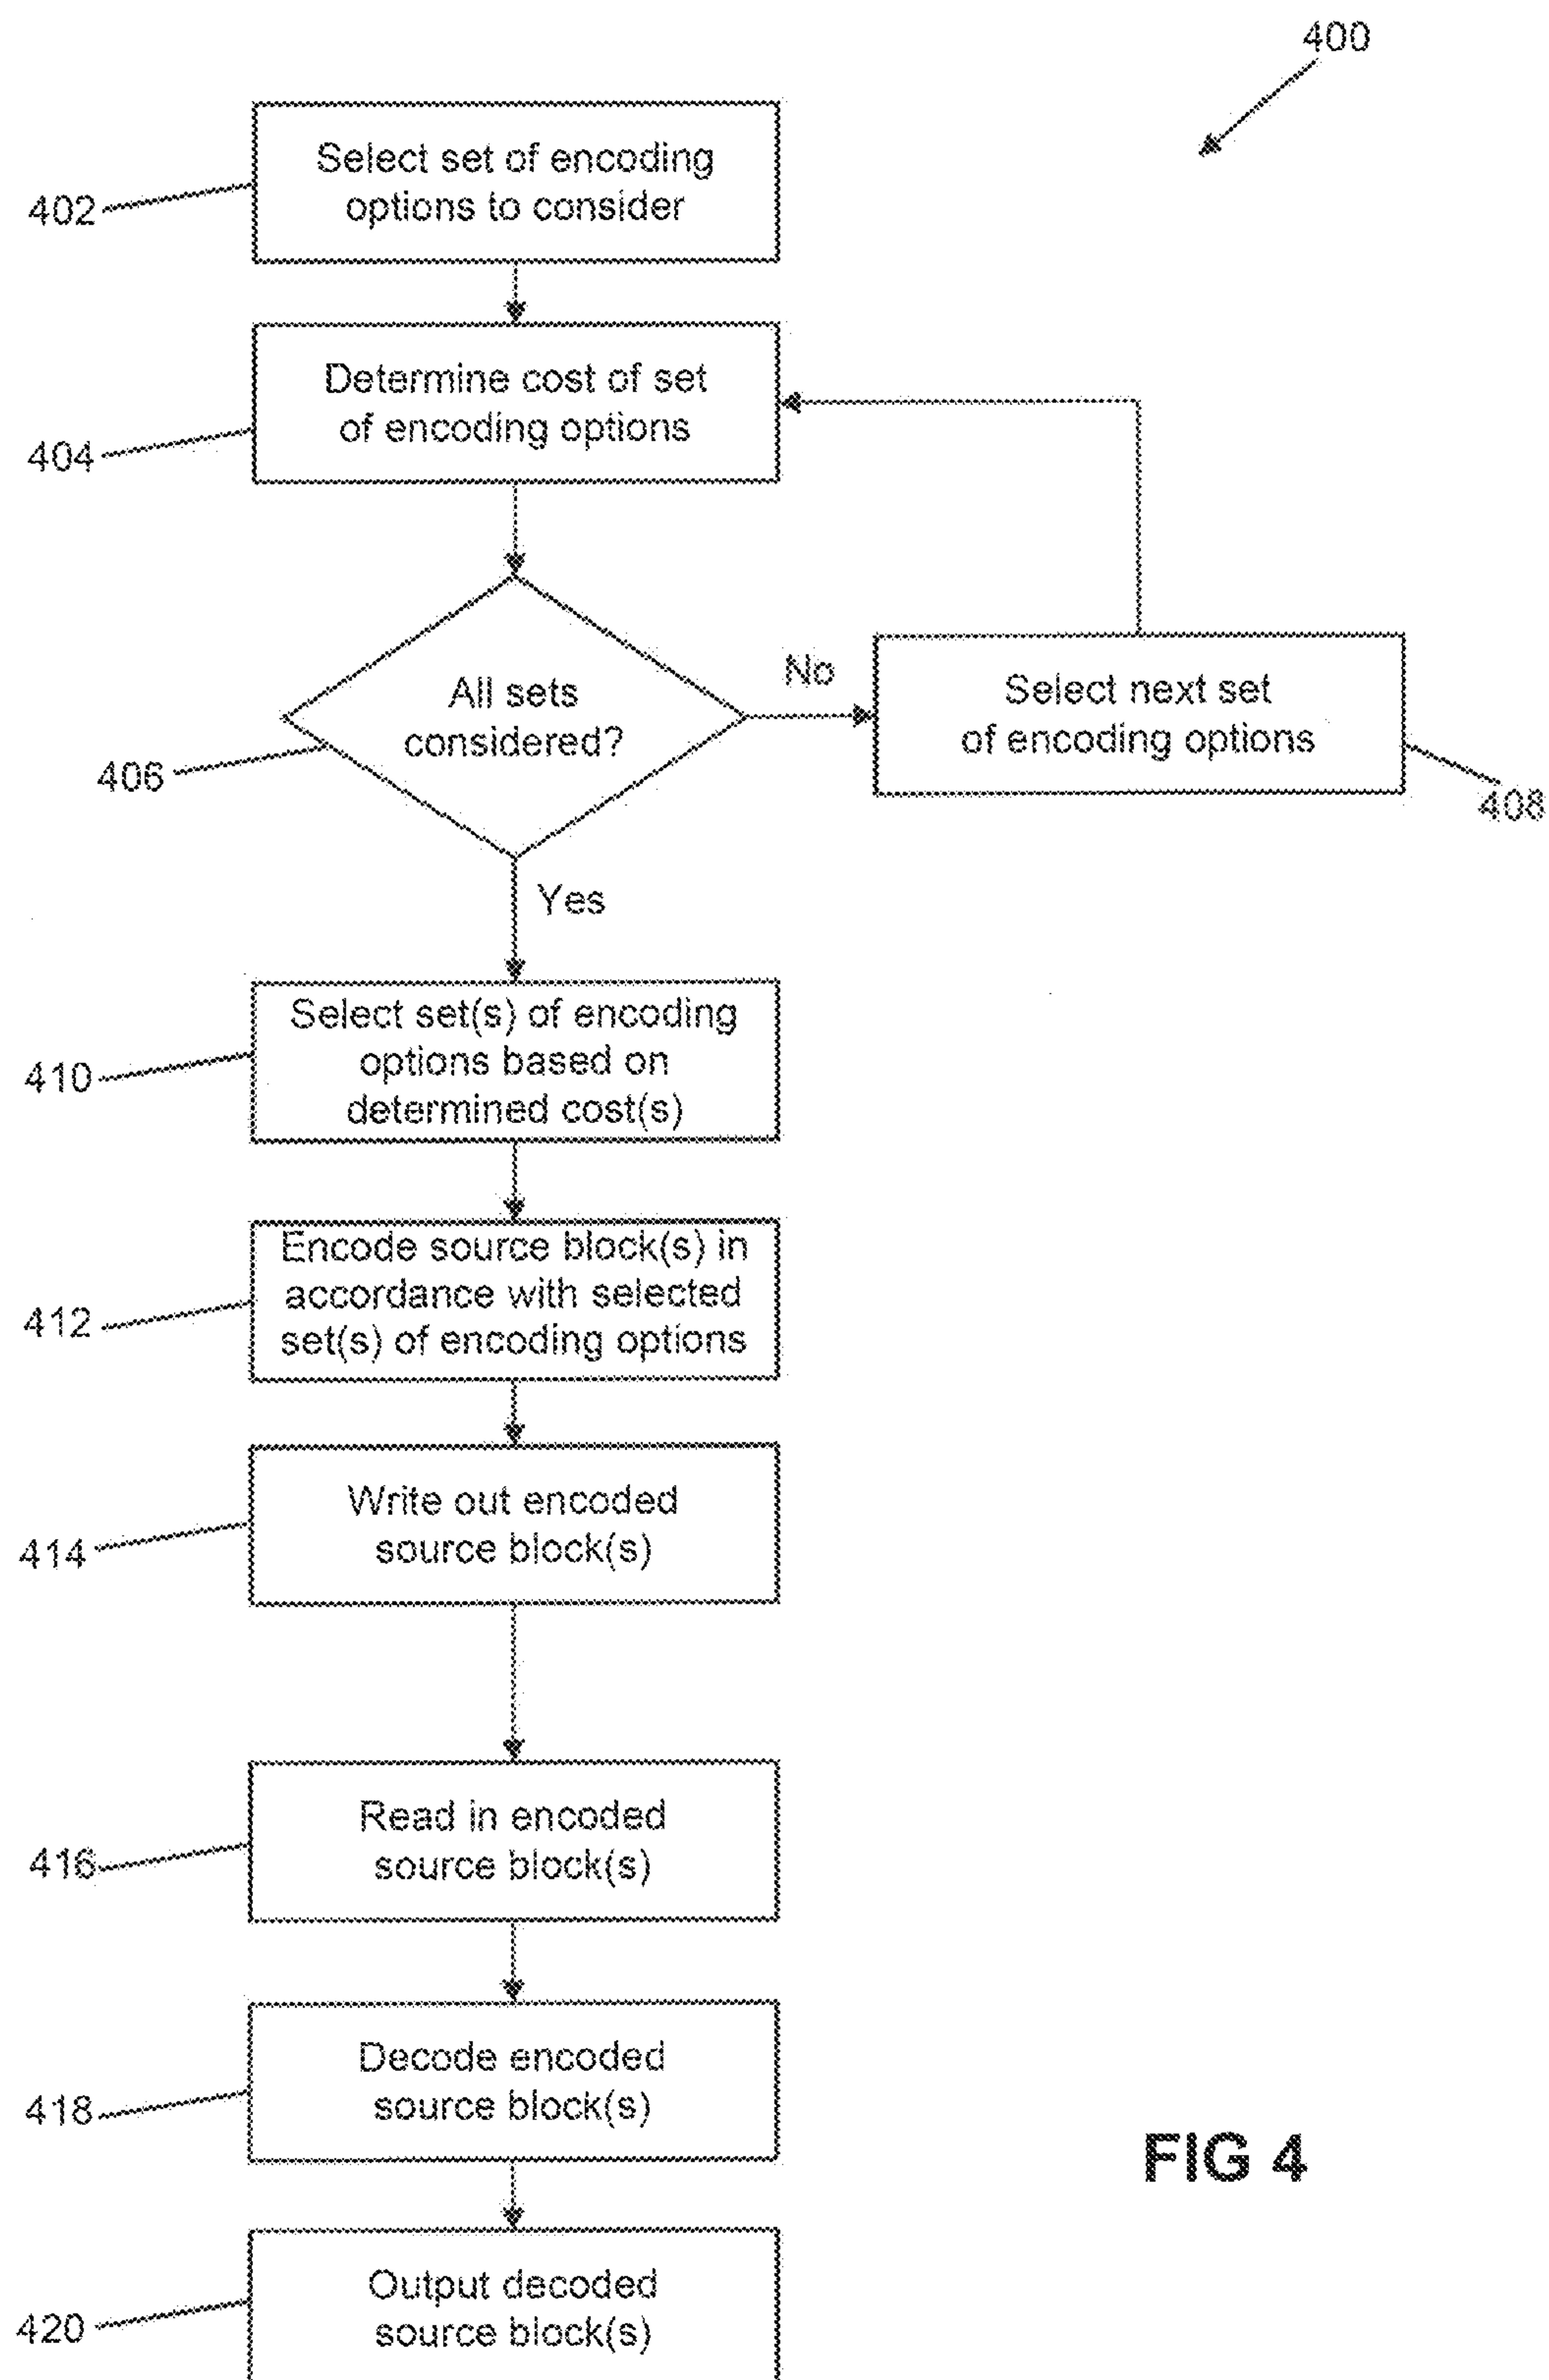 400
402
Select set of encoding
options to consider
404
Determine cost of set
of encoding options
406
All sets
considered?
No
Select next set
of encoding options
408
Yes
410
Select set(s) of encoding
options based on
determined cost(s)
412
Encode source block(s) in
accordance with selected
set(s) of encoding options
414
Write out encoded
source block(s)
416
Read in encoded
source block(s)
418
Decode encoded
source block(s)
FIG 4
420
Output decoded
source block(s)